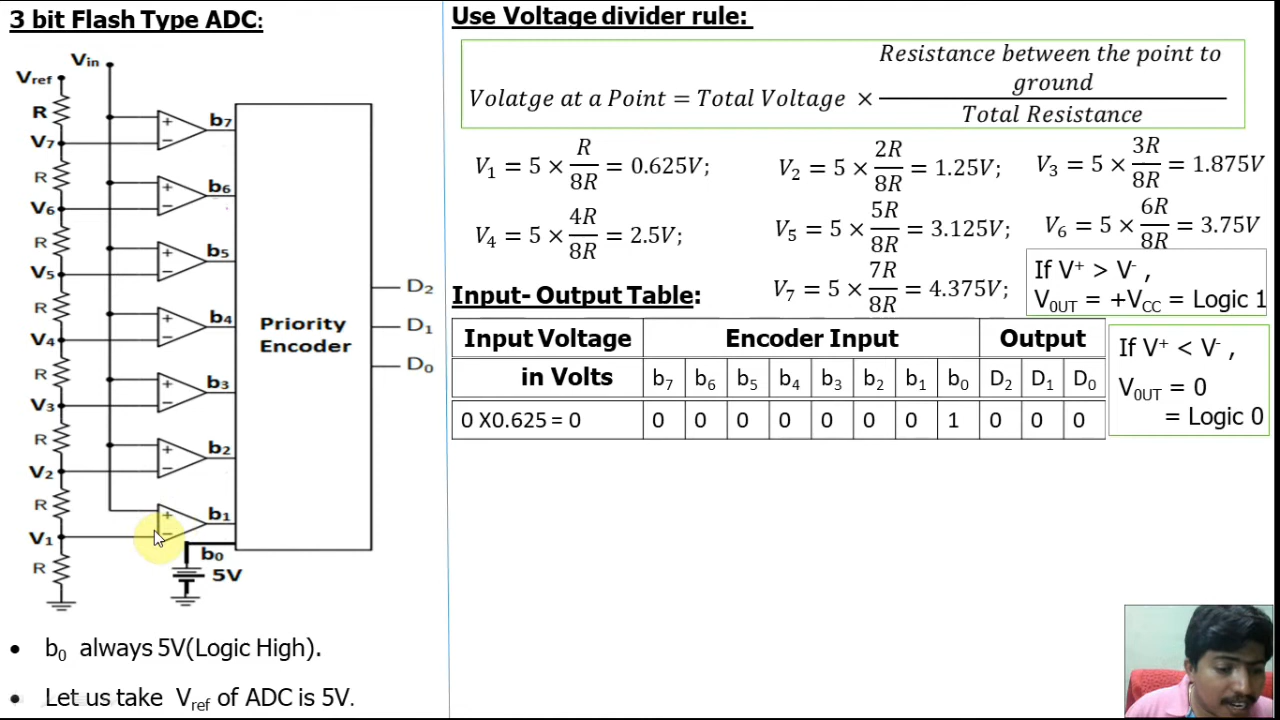 3 bit Flash Type ADC:
Vin
Vref
R
V7
R
V6
R
V5
R
V4
R
V3
R
V2
R
V1
R
+
−
+
−
+
−
+
−
+
−
+
−
+
−
b7
b6
b5
b4
b3
b2
b1
b0
5V
Priority
Encoder
D2
D1
D0
• b0 always 5V(Logic High).
• Let us take Vref of ADC is 5V.
Use Voltage divider rule:
Volatge at a Point = Total Voltage × Resistance between the point to ground / Total Resistance
V1 = 5 × R/8R = 0.625V;
V2 = 5 × 2R/8R = 1.25V;
V3 = 5 × 3R/8R = 1.875V
V4 = 5 × 4R/8R = 2.5V;
V5 = 5 × 5R/8R = 3.125V;
V6 = 5 × 6R/8R = 3.75V
V7 = 5 × 7R/8R = 4.375V;
If V+ > V- ,
V0UT = +VCC = Logic 1
If V+ < V- ,
V0UT = 0
= Logic 0
Input- Output Table:
Input Voltage Encoder Input Output
in Volts b7 b6 b5 b4 b3 b2 b1 b0 D2 D1 D0
0 X0.625 = 0 0 0 0 0 0 0 0 1 0 0 0